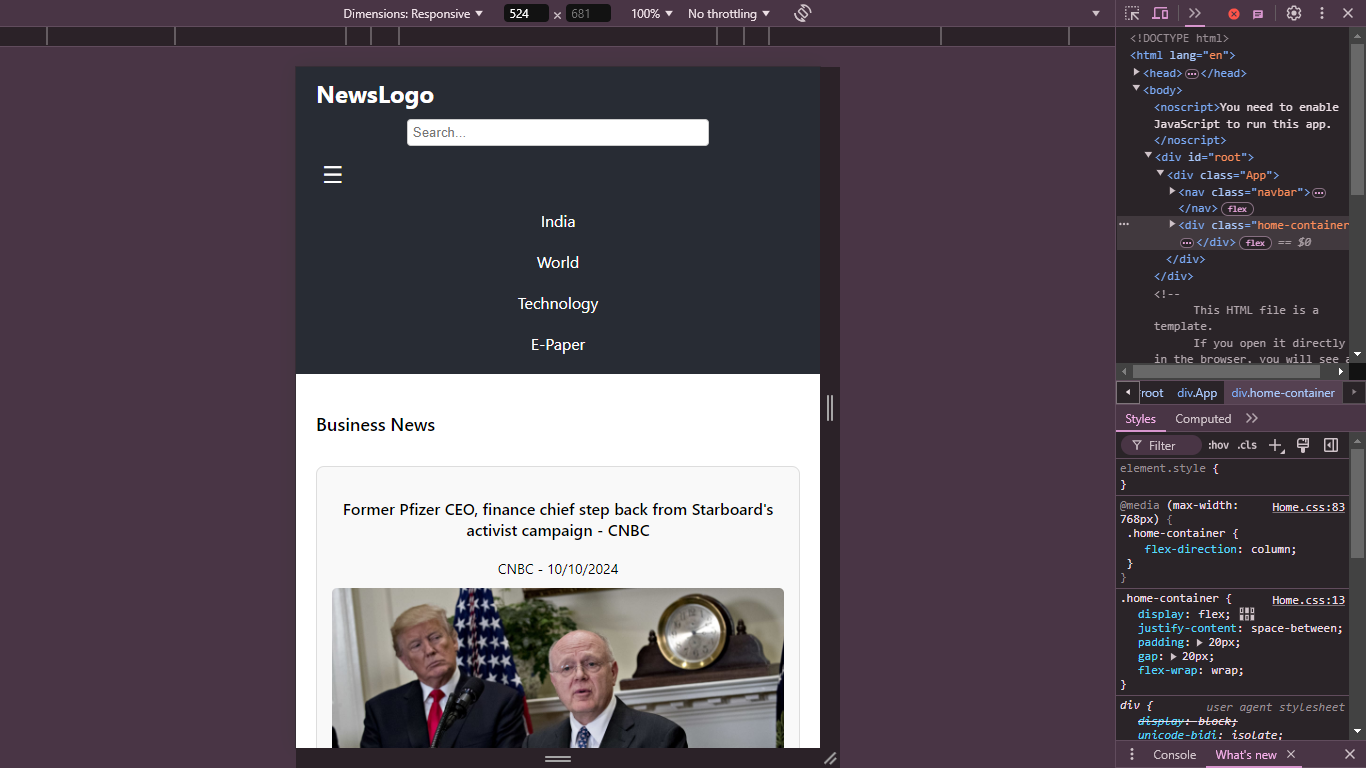 Dimensions: Responsive 524 × 681 100% No throttling
NewsLogo
Search...
☰
India
World
Technology
E-Paper
Business News
Former Pfizer CEO, finance chief step back from Starboard's
activist campaign - CNBC
CNBC - 10/10/2024
<!DOCTYPE html>
<html lang="en">
<head>…</head>
<body>
<noscript>You need to enable
JavaScript to run this app.
</noscript>
<div id="root">
<div class="App">
<nav class="navbar">…
</nav> flex
<div class="home-container
…</div> flex == $0
</div>
</div>
<!--
This HTML file is a
template.
If you open it directly
in the browser, you will see a
root div.App div.home-container
Styles Computed
Filter :hov .cls
element.style {
}
@media (max-width: Home.css:83
768px) {
.home-container {
flex-direction: column;
}
}
.home-container { Home.css:13
display: flex;
justify-content: space-between;
padding: 20px;
gap: 20px;
flex-wrap: wrap;
}
div { user agent stylesheet
display: block;
unicode-bidi: isolate;
Console What's new